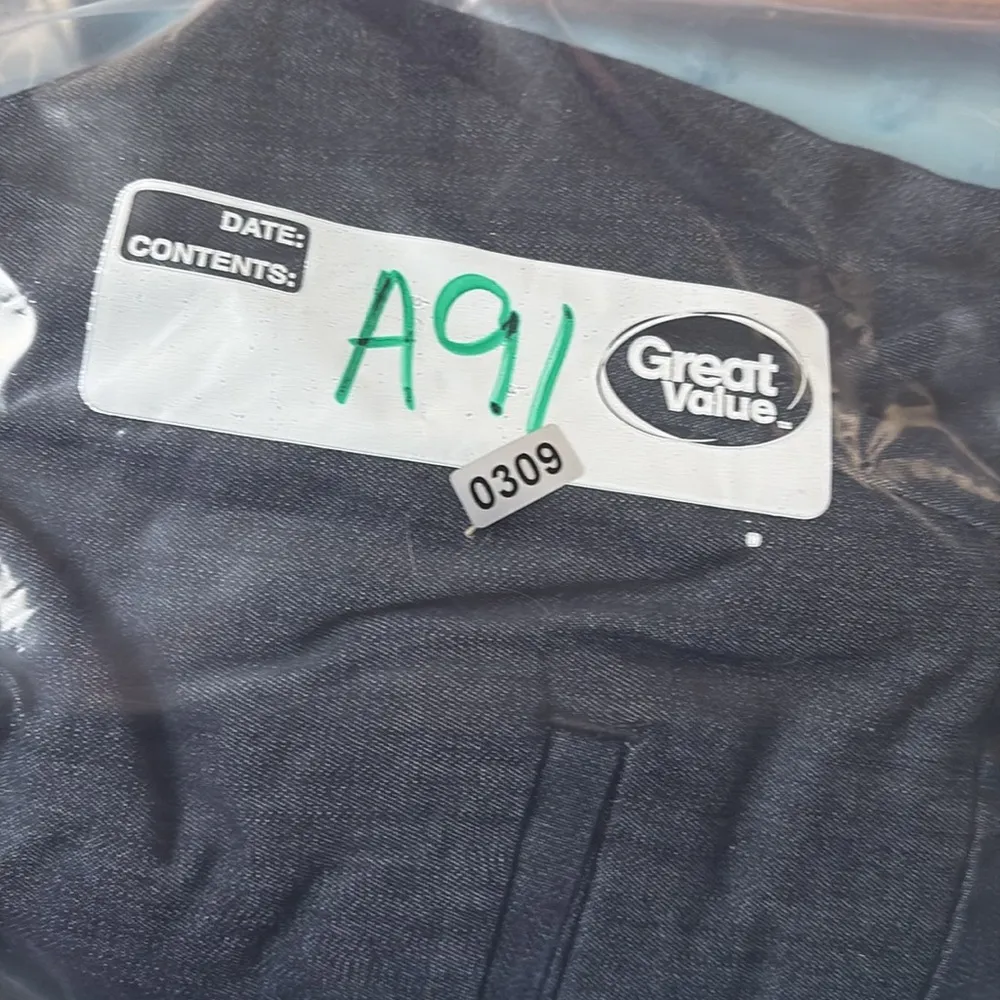 DATE:
CONTENTS:
A91
Great
Value
0309